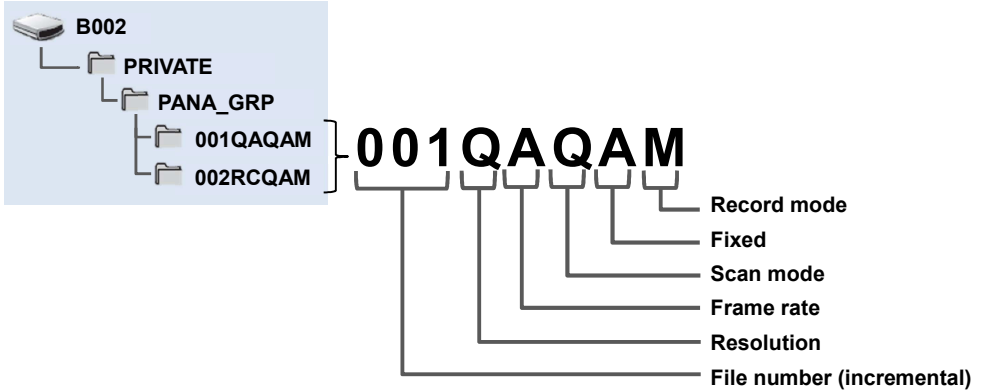 B002
PRIVATE
PANA_GRP
001QAQAM
002RCQAM
001QAQAM
Record mode
Fixed
Scan mode
Frame rate
Resolution
File number (incremental)